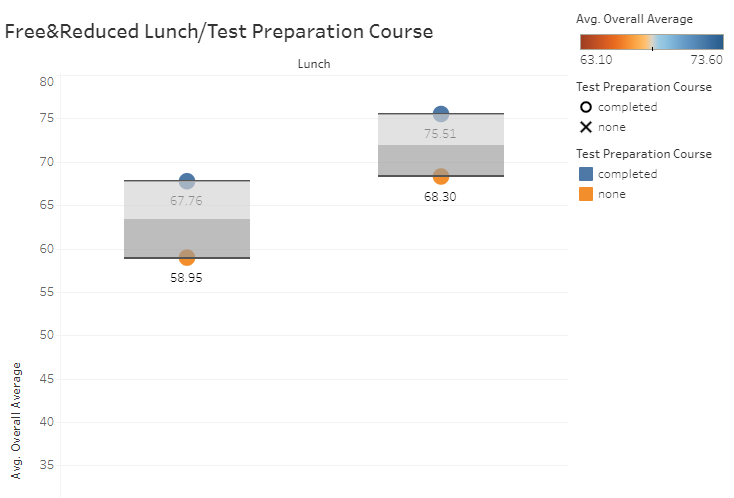 Free&Reduced Lunch/Test Preparation Course
Lunch
80
75
70
65
60
55
50
45
40
35
Avg. Overall Average
67.76
58.95
75.51
68.30
Avg. Overall Average
63.10 73.60
Test Preparation Course
completed
none
Test Preparation Course
completed
none